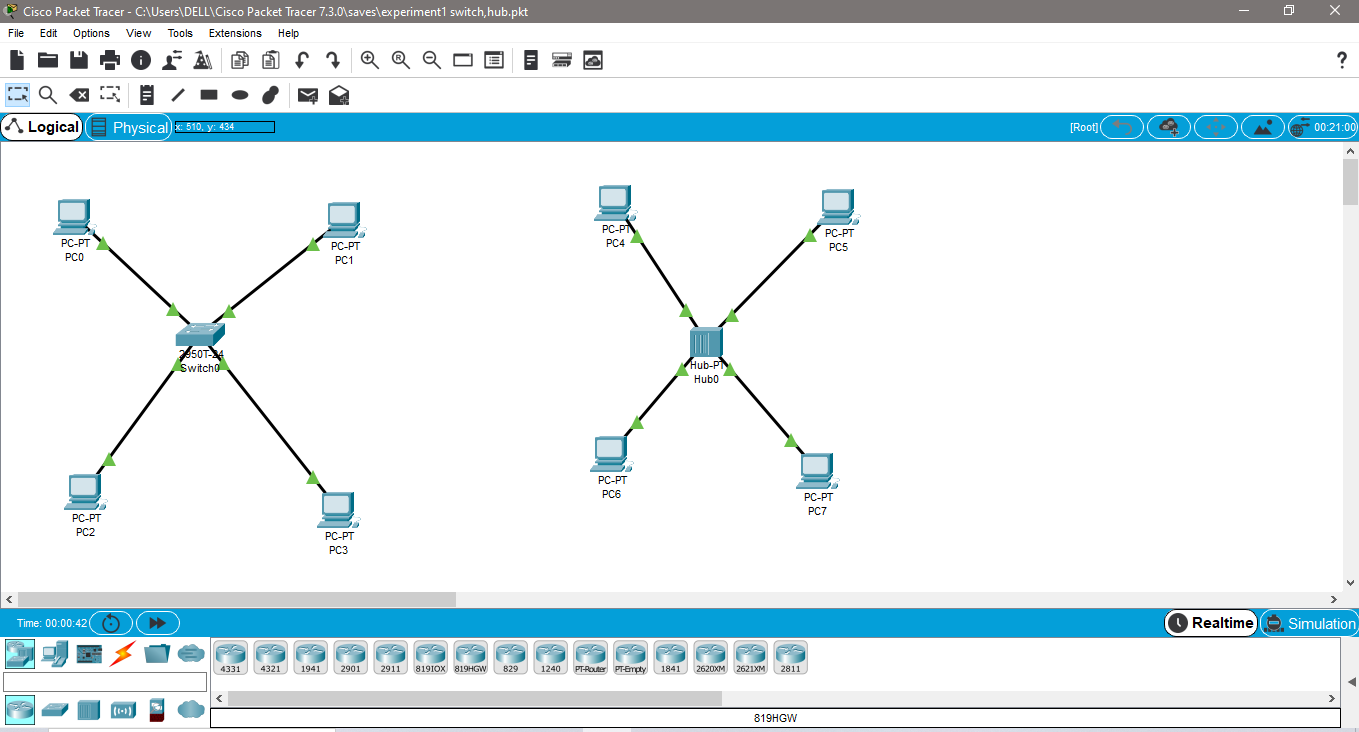 Cisco Packet Tracer - C:\Users\DELL\Cisco Packet Tracer 7.3.0\saves\experiment1 switch,hub.pkt
File Edit Options View Tools Extensions Help
?
Logical Physical x: 510, y: 434 [Root] 00:21:00
PC-PT
PC0
PC-PT
PC1
PC-PT
PC4
PC-PT
PC5
2950T-24
Switch0
Hub-PT
Hub0
PC-PT
PC2
PC-PT
PC3
PC-PT
PC6
PC-PT
PC7
Time: 00:00:42 Realtime Simulation
4331 4321 1941 2901 2911 819IOX 819HGW 829 1240 PT-Router PT-Empty 1841 2620XM 2621XM 2811
819HGW